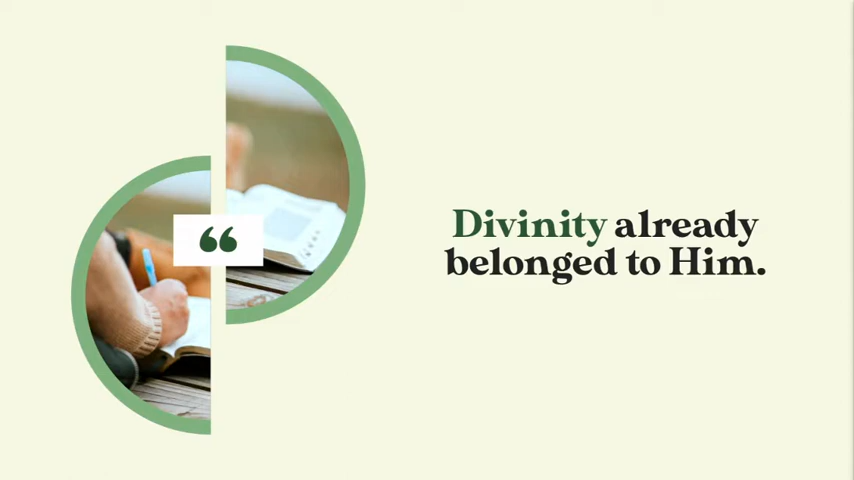 “
Divinity already
belonged to Him.